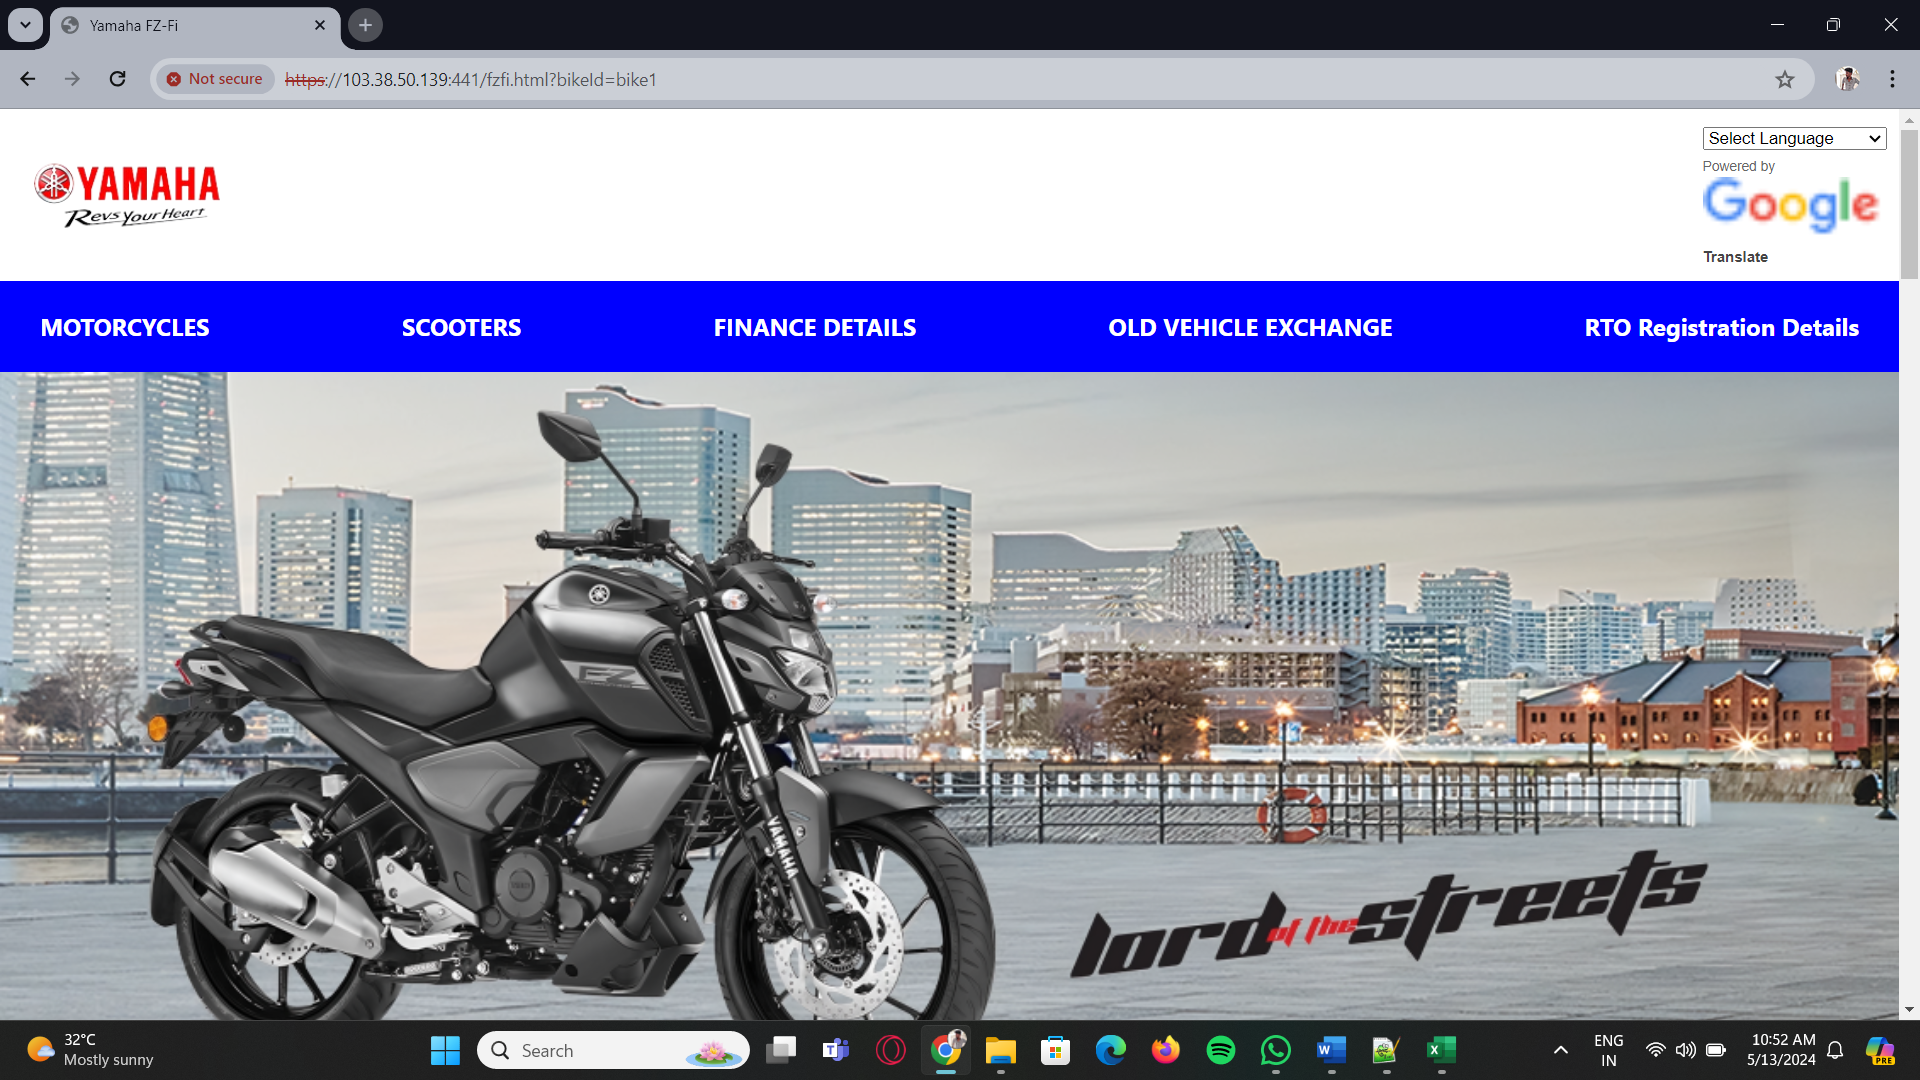 Yamaha FZ-Fi
Not secure
https://103.38.50.139:441/fzfi.html?bikeId=bike1
YAMAHA
Revs Your Heart
Select Language
Powered by
Google
Translate
MOTORCYCLES
SCOOTERS
FINANCE DETAILS
OLD VEHICLE EXCHANGE
RTO Registration Details
FZ
YAMAHA
lord of the streets
32°C
Mostly sunny
Search
ENG
IN
10:52 AM
5/13/2024
PRE